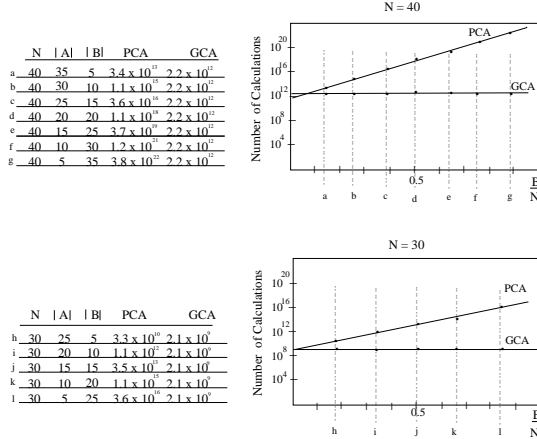 N |A| |B| PCA GCA
a 40 35 5 3.4 x 10^13 2.2 x 10^12
b 40 30 10 1.1 x 10^15 2.2 x 10^12
c 40 25 15 3.6 x 10^16 2.2 x 10^12
d 40 20 20 1.1 x 10^18 2.2 x 10^12
e 40 15 25 3.7 x 10^19 2.2 x 10^12
f 40 10 30 1.2 x 10^21 2.2 x 10^12
g 40 5 35 3.8 x 10^22 2.2 x 10^12
N = 40
Number of Calculations
10^20
10^16
10^12
10^8
10^4
PCA
GCA
0.5
B
N
a b c d e f g
N |A| |B| PCA GCA
h 30 25 5 3.3 x 10^10 2.1 x 10^9
i 30 20 10 1.1 x 10^12 2.1 x 10^9
j 30 15 15 3.5 x 10^13 2.1 x 10^9
k 30 10 20 1.1 x 10^15 2.1 x 10^9
l 30 5 25 3.6 x 10^16 2.1 x 10^9
N = 30
Number of Calculations
10^20
10^16
10^12
10^8
10^4
PCA
GCA
0.5
B
N
h i j k l